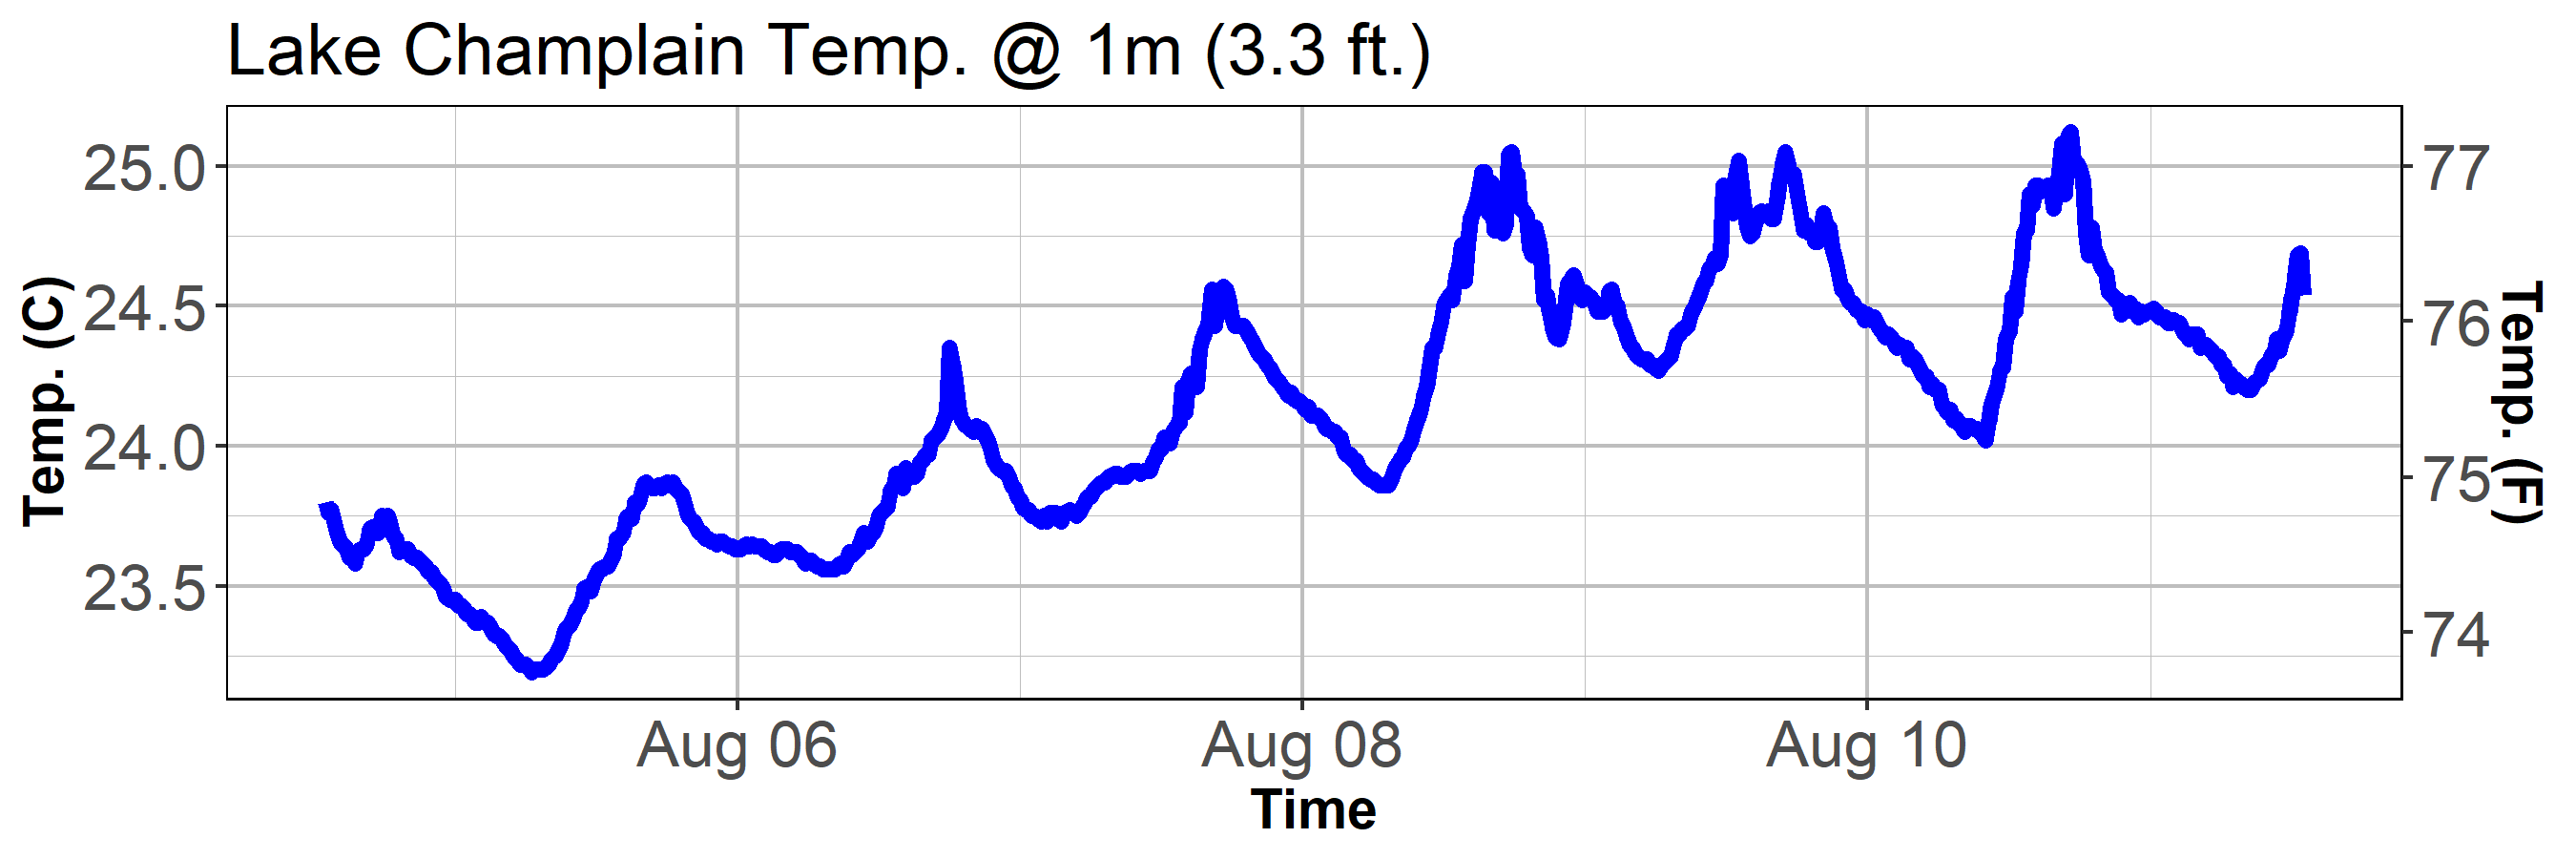 Lake Champlain Temp. @ 1m (3.3 ft.)
Temp. (C)
25.0
24.5
24.0
23.5
77
76
75
74
Temp. (F)
Aug 06 Aug 08 Aug 10
Time